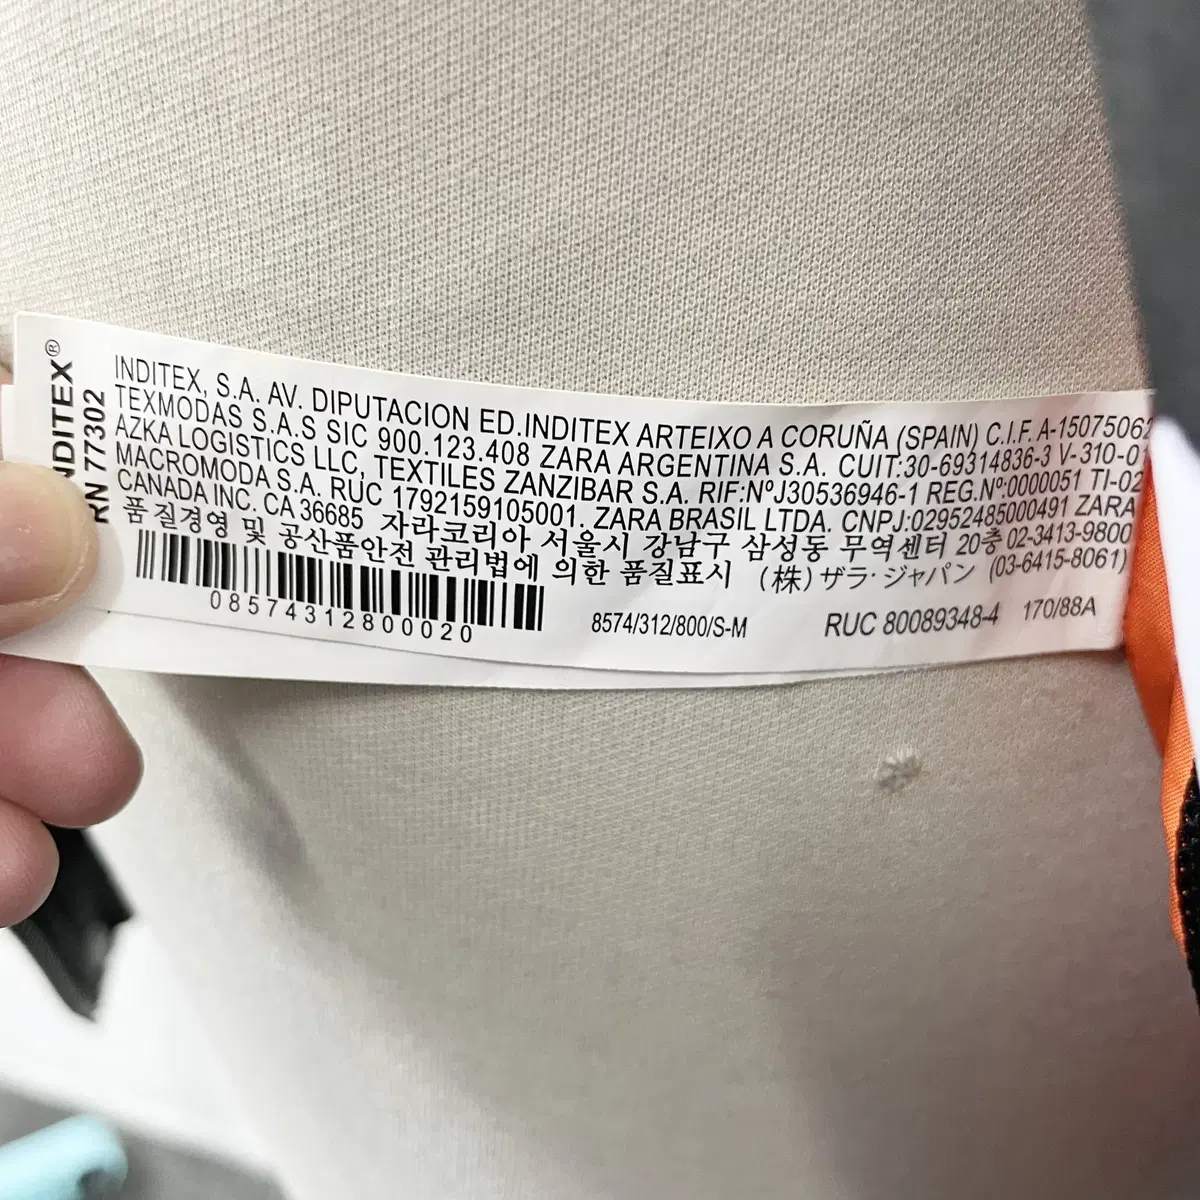 INDITEX®
RN 77302
INDITEX, S.A. AV. DIPUTACION ED.INDITEX ARTEIXO A CORUÑA (SPAIN) C.I.F. A-15075062
TEXMODAS S.A.S SIC 900.123.408 ZARA ARGENTINA S.A. CUIT:30-69314836-3 V-310-01
AZKA LOGISTICS LLC, TEXTILES ZANZIBAR S.A. RIF:NºJ30536946-1 REG.Nº:0000051 TI-02
MACROMODA S.A. RUC 1792159105001. ZARA BRASIL LTDA. CNPJ:02952485000491 ZARA
CANADA INC. CA 36685 자라코리아 서울시 강남구 삼성동 무역센터 20층 02-3413-9800
품질경영 및 공산품안전 관리법에 의한 품질표시 (株)ザラ・ジャパン (03-6415-8061)
08574312800020
8574/312/800/S-M
RUC 80089348-4
170/88A